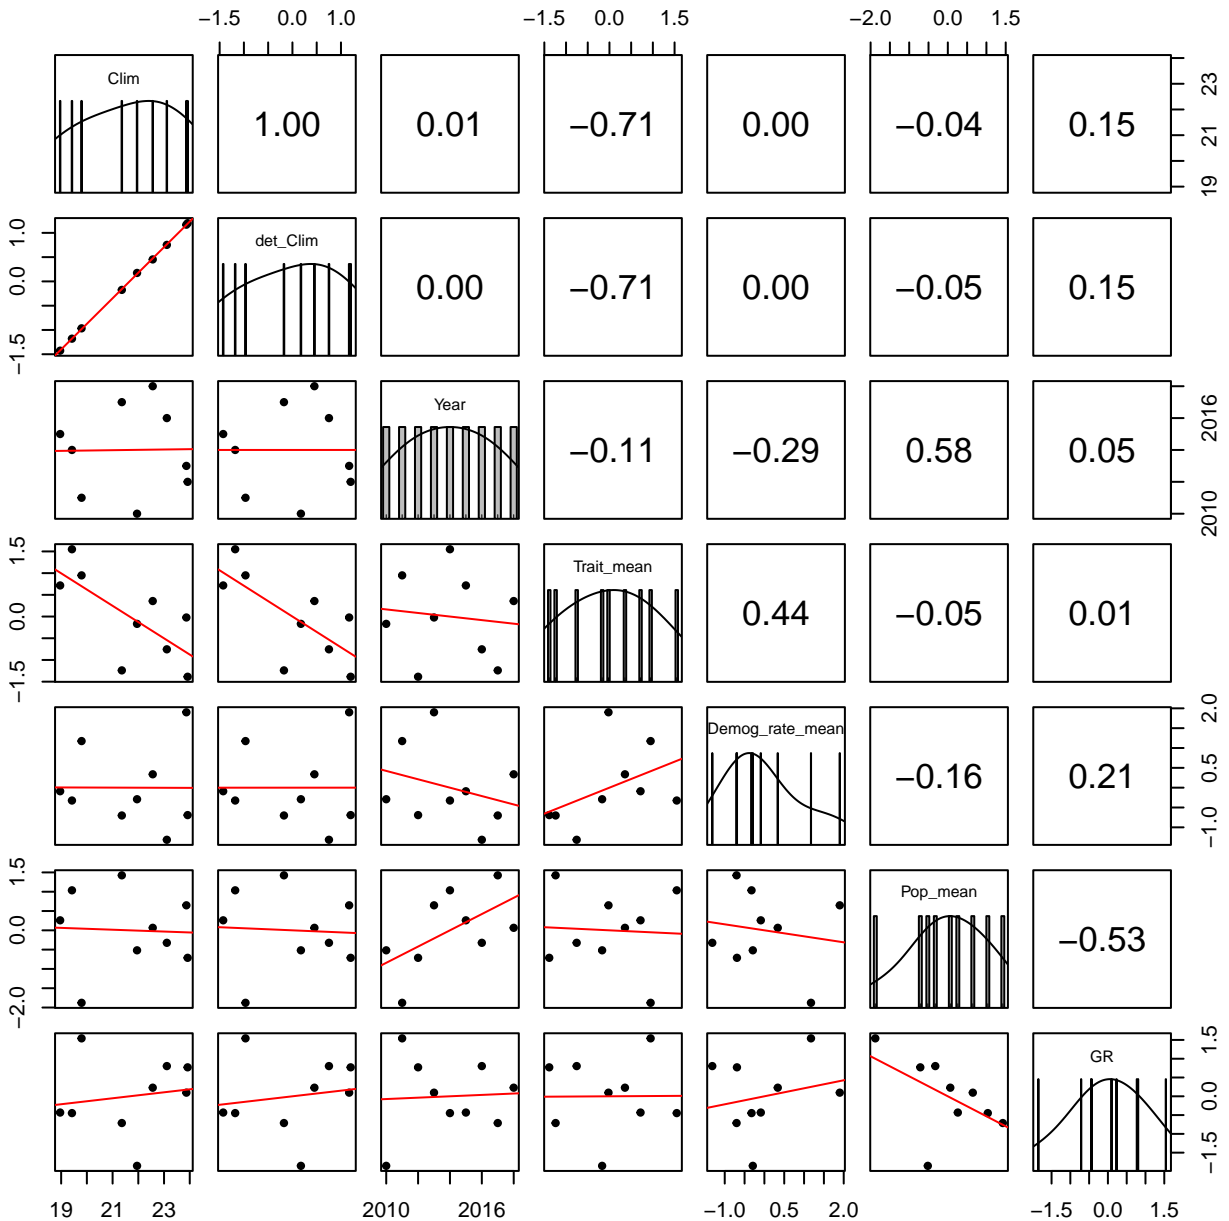 −1.5 0.0 1.0 −1.5 0.0 1.5 −2.0 0.0 1.5
Clim 1.00 0.01 −0.71 0.00 −0.04 0.15 19 21 23
−1.5 0.0 1.0 det_Clim 0.00 −0.71 0.00 −0.05 0.15
Year −0.11 −0.29 0.58 0.05 2010 2016
−1.5 0.0 1.5 Trait_mean 0.44 −0.05 0.01
Demog_rate_mean −0.16 0.21 −1.0 0.5 2.0
−2.0 0.0 1.5 Pop_mean −0.53
GR −1.5 0.0 1.5
19 21 23 2010 2016 −1.0 0.5 2.0 −1.5 0.0 1.5